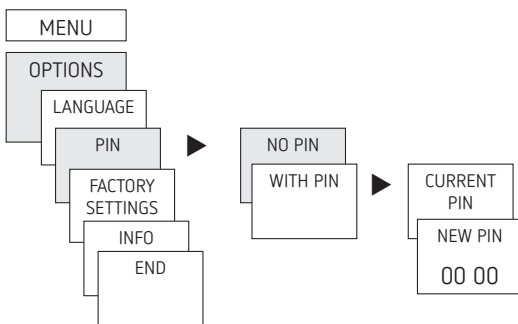 MENU
OPTIONS
LANGUAGE
PIN
FACTORY
SETTINGS
INFO
END
NO PIN
WITH PIN
CURRENT
PIN
NEW PIN
00 00